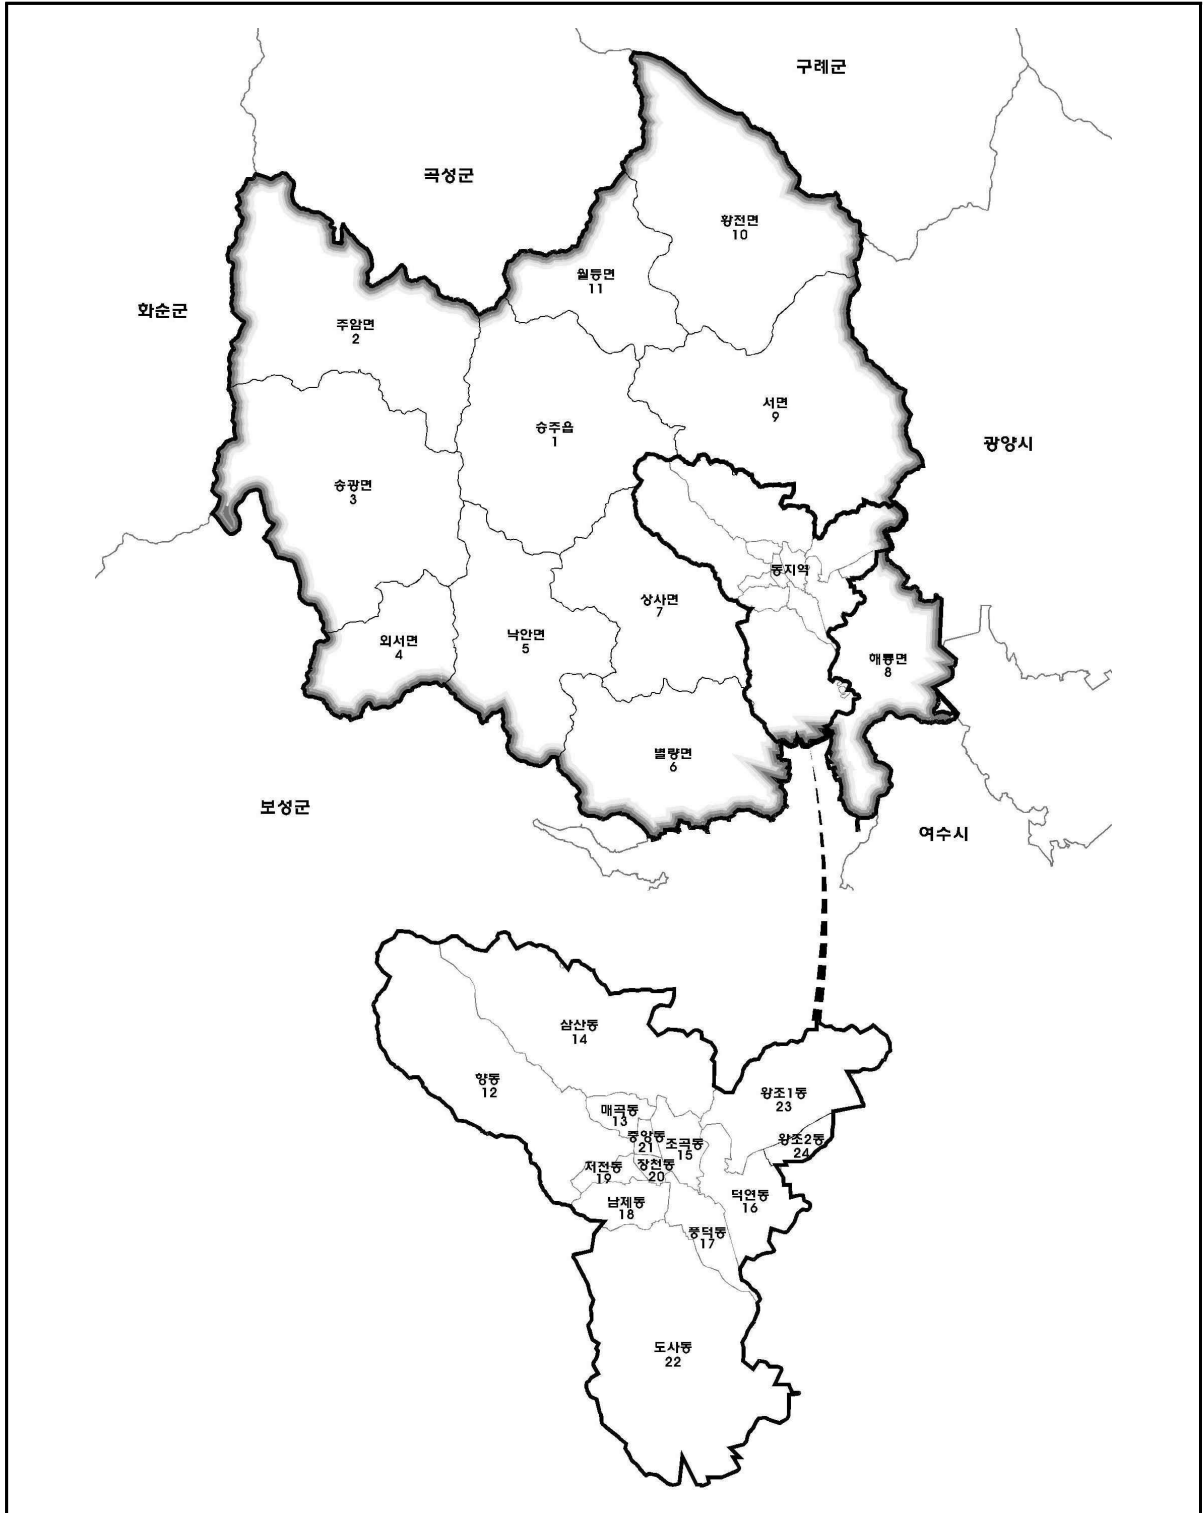 구례군
곡성군
황전면
10
월등면
11
화순군
주암면
2
서면
9
승주읍
1
광양시
송광면
3
동지역
상사면
7
낙안면
5
외서면
4
해룡면
8
별량면
6
보성군
여수시
삼산동
14
향동
12
왕조1동
23
매곡동
13
중앙동
21
조곡동
15
왕조2동
24
저전동
19
장천동
20
덕연동
16
남제동
18
풍덕동
17
도사동
22